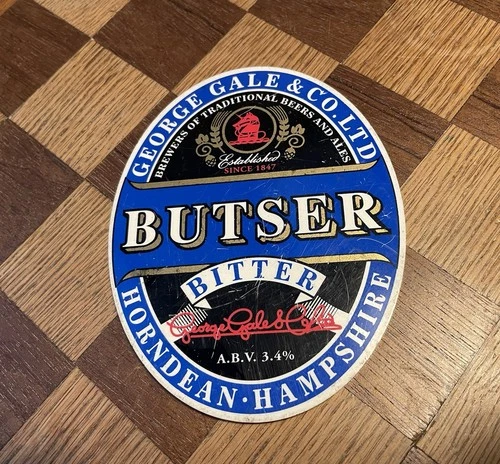 GEORGE GALE & CO. LTD
BREWERS OF TRADITIONAL BEERS AND ALES
Established
SINCE 1847
BUTSER
BITTER
George Gale & Co Ltd
A.B.V. 3.4%
HORNDEAN · HAMPSHIRE